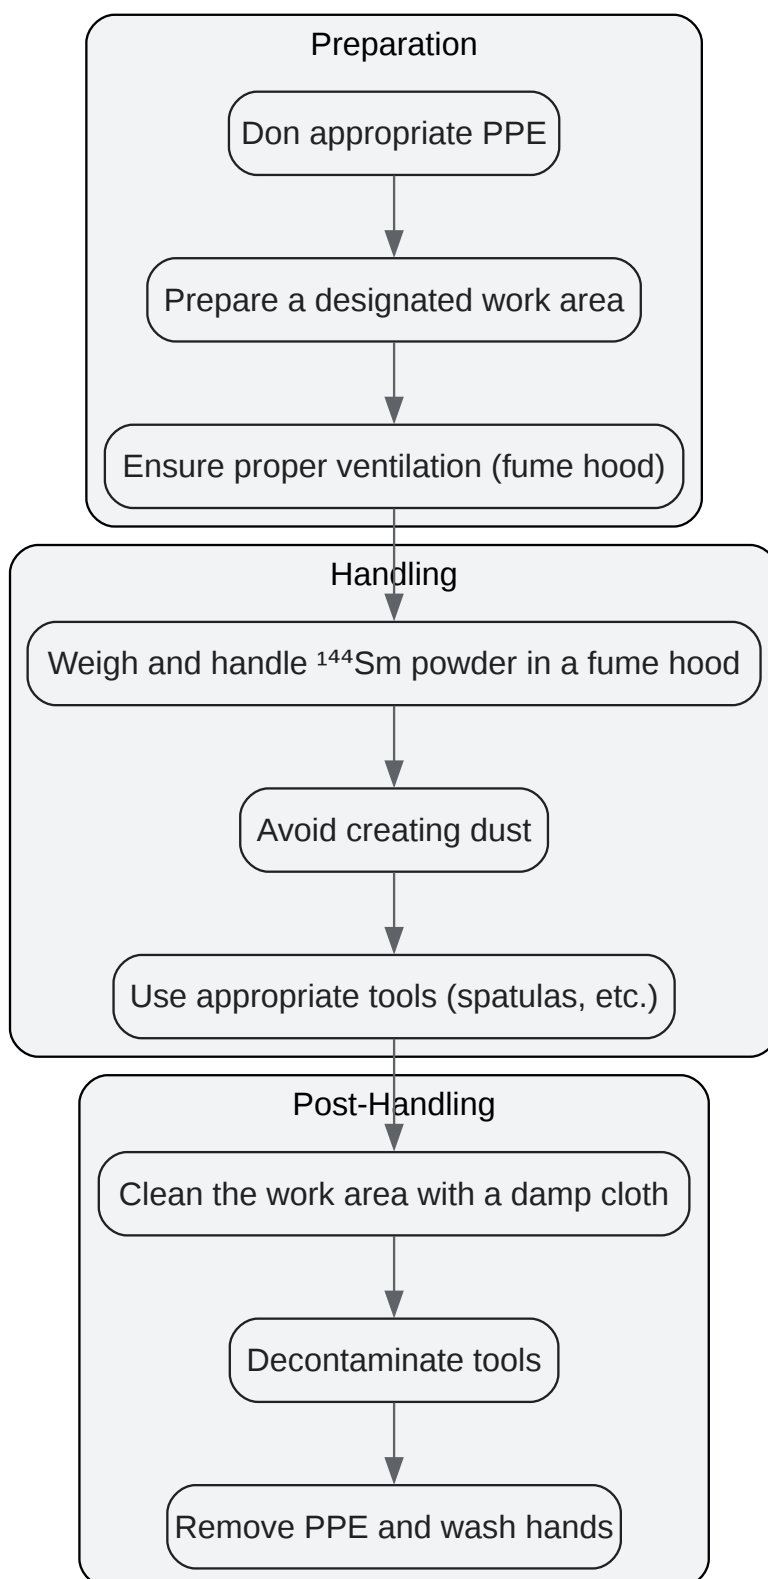 Preparation
Don appropriate PPE
Prepare a designated work area
Ensure proper ventilation (fume hood)
Handling
Weigh and handle ¹⁴⁴Sm powder in a fume hood
Avoid creating dust
Use appropriate tools (spatulas, etc.)
Post-Handling
Clean the work area with a damp cloth
Decontaminate tools
Remove PPE and wash hands